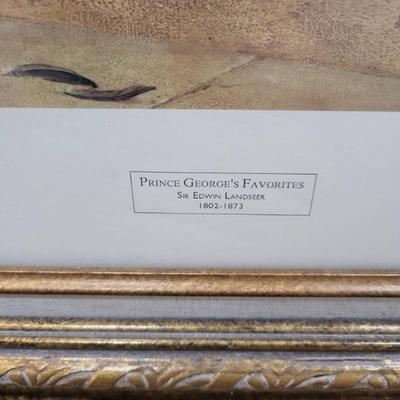 PRINCE GEORGE'S FAVORITES
SIR EDWIN LANDSEER
1802-1873